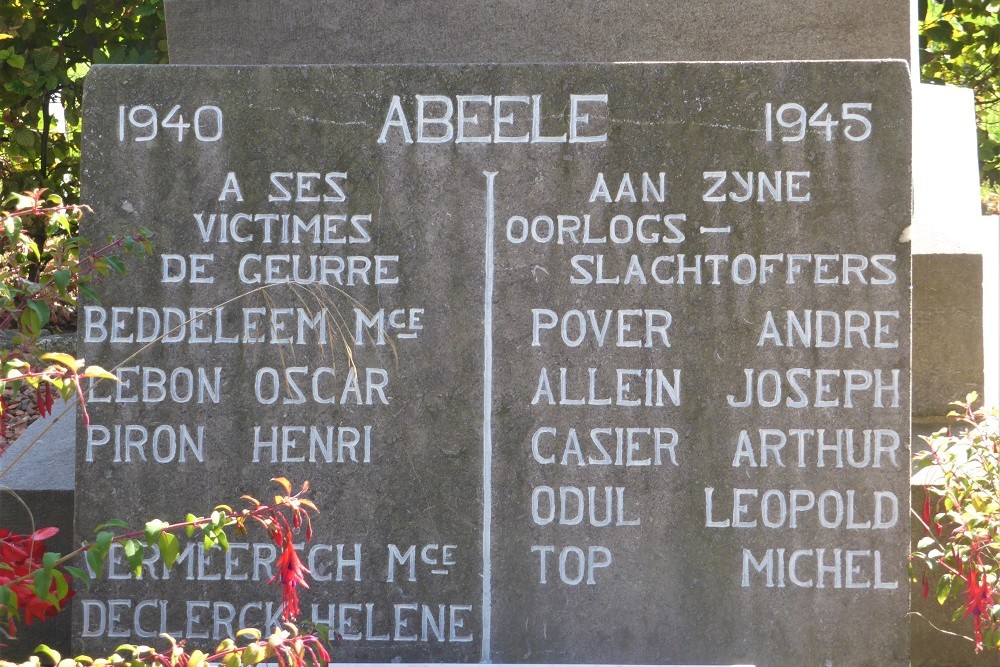 1940 ABEELE 1945
A SES
VICTIMES
DE GEURRE
BEDDELEEM MCE
LEBON OSCAR
PIRON HENRI
VERMEERSCH MCE
DECLERCK HELENE
AAN ZYNE
OORLOGS -
SLACHTOFFERS
POVER ANDRE
ALLEIN JOSEPH
CASIER ARTHUR
ODUL LEOPOLD
TOP MICHEL